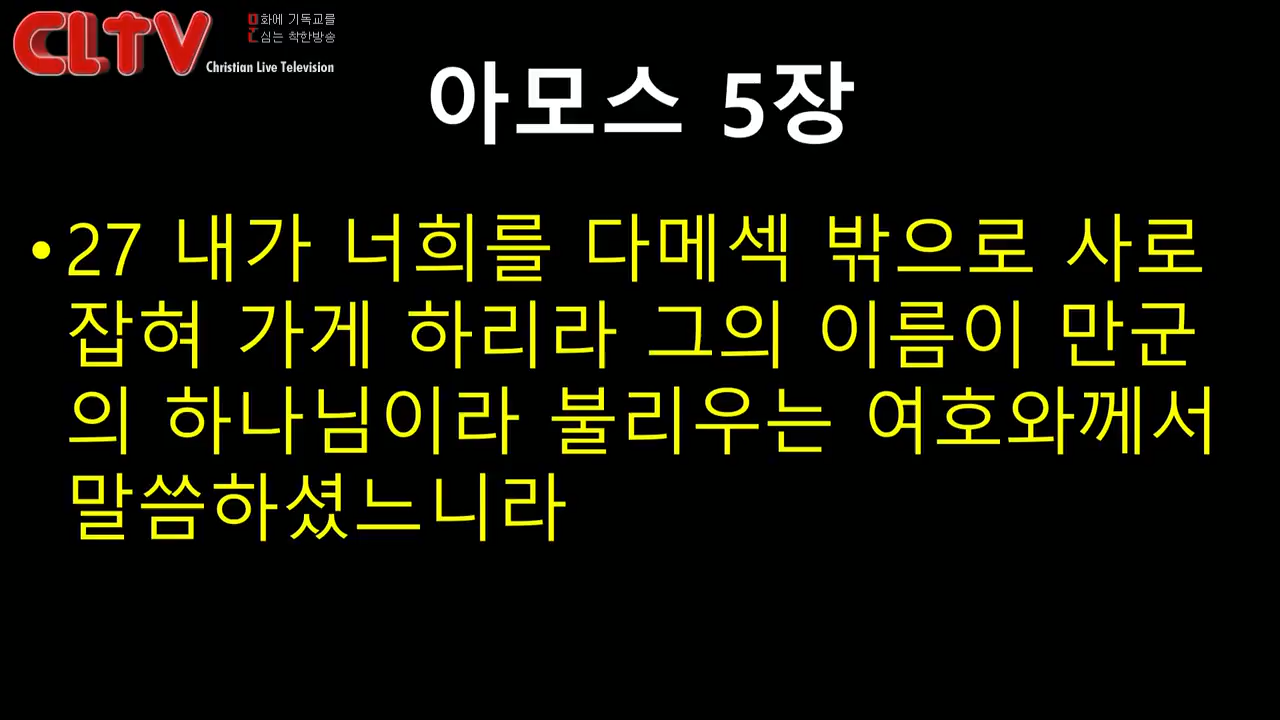 CLTV
문화에 기독교를
심는 착한방송
Christian Live Television
아모스 5장
• 27 내가 너희를 다메섹 밖으로 사로
잡혀 가게 하리라 그의 이름이 만군
의 하나님이라 불리우는 여호와께서
말씀하셨느니라